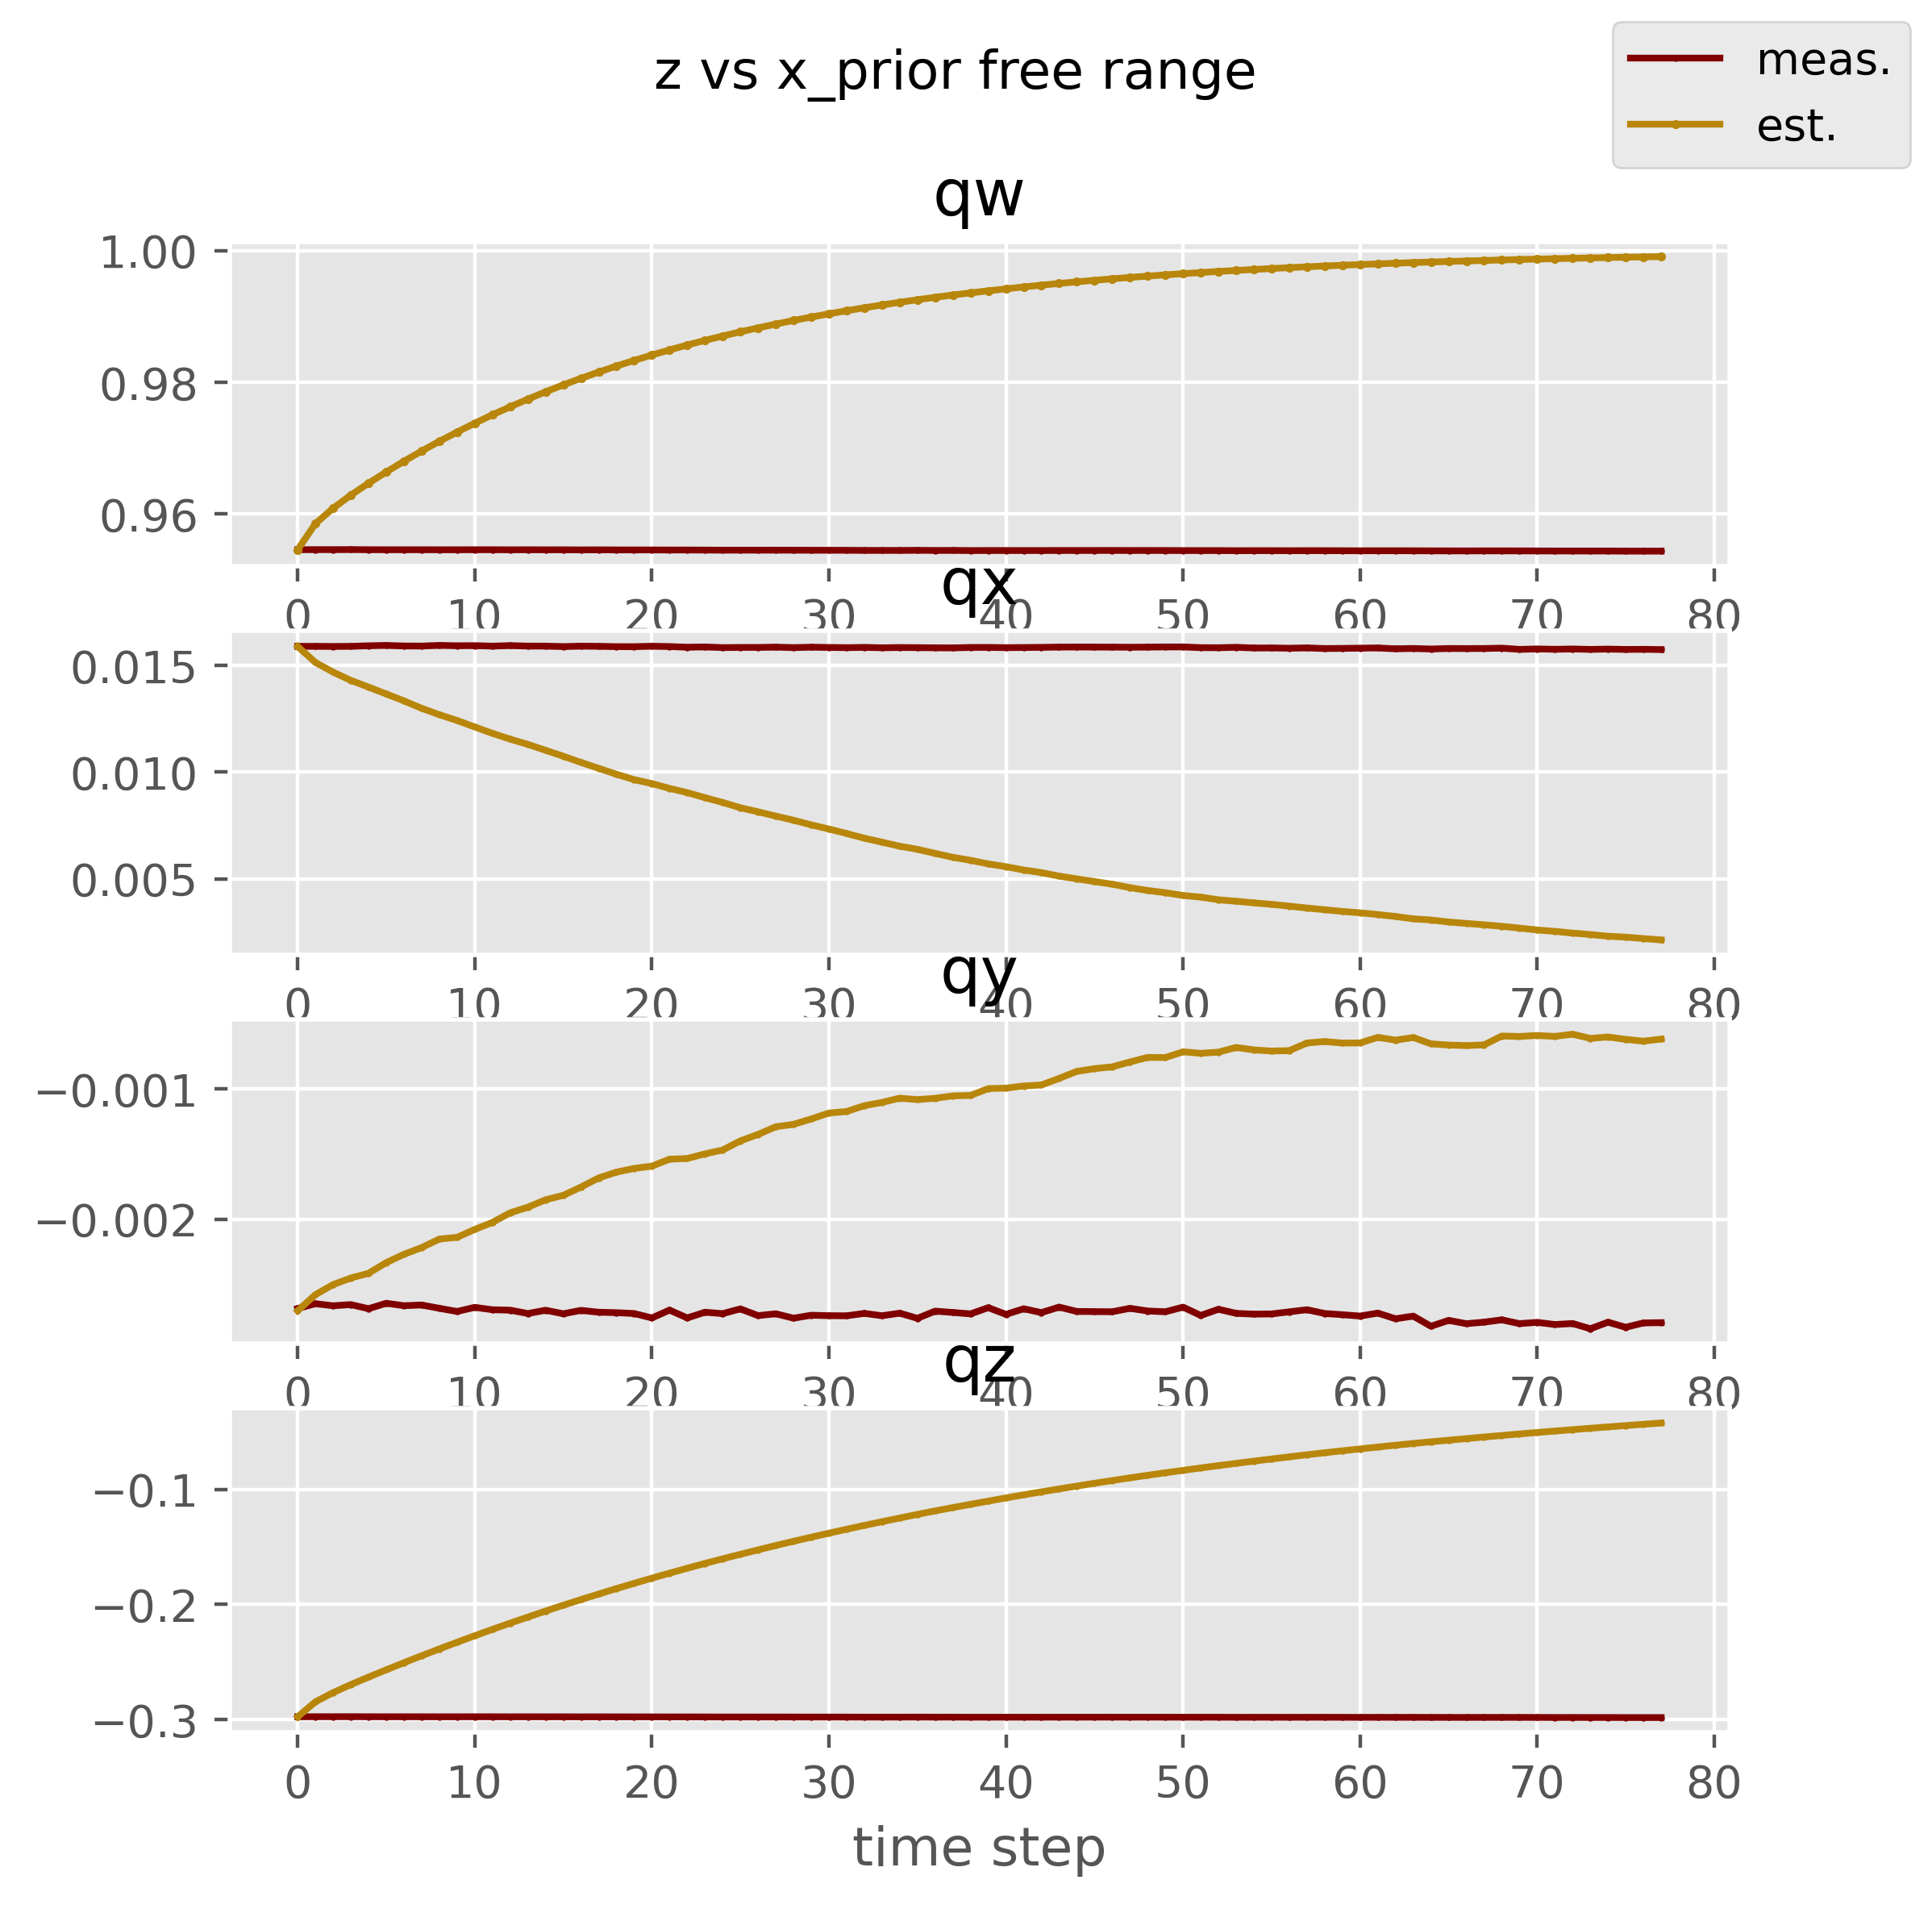 z vs x_prior free range
meas.
est.
qw
1.00
0.98
0.96
0 10 20 30 40 50 60 70 80
qx
0.015
0.010
0.005
0 10 20 30 40 50 60 70 80
qy
−0.001
−0.002
0 10 20 30 40 50 60 70 80
qz
−0.1
−0.2
−0.3
0 10 20 30 40 50 60 70 80
time step